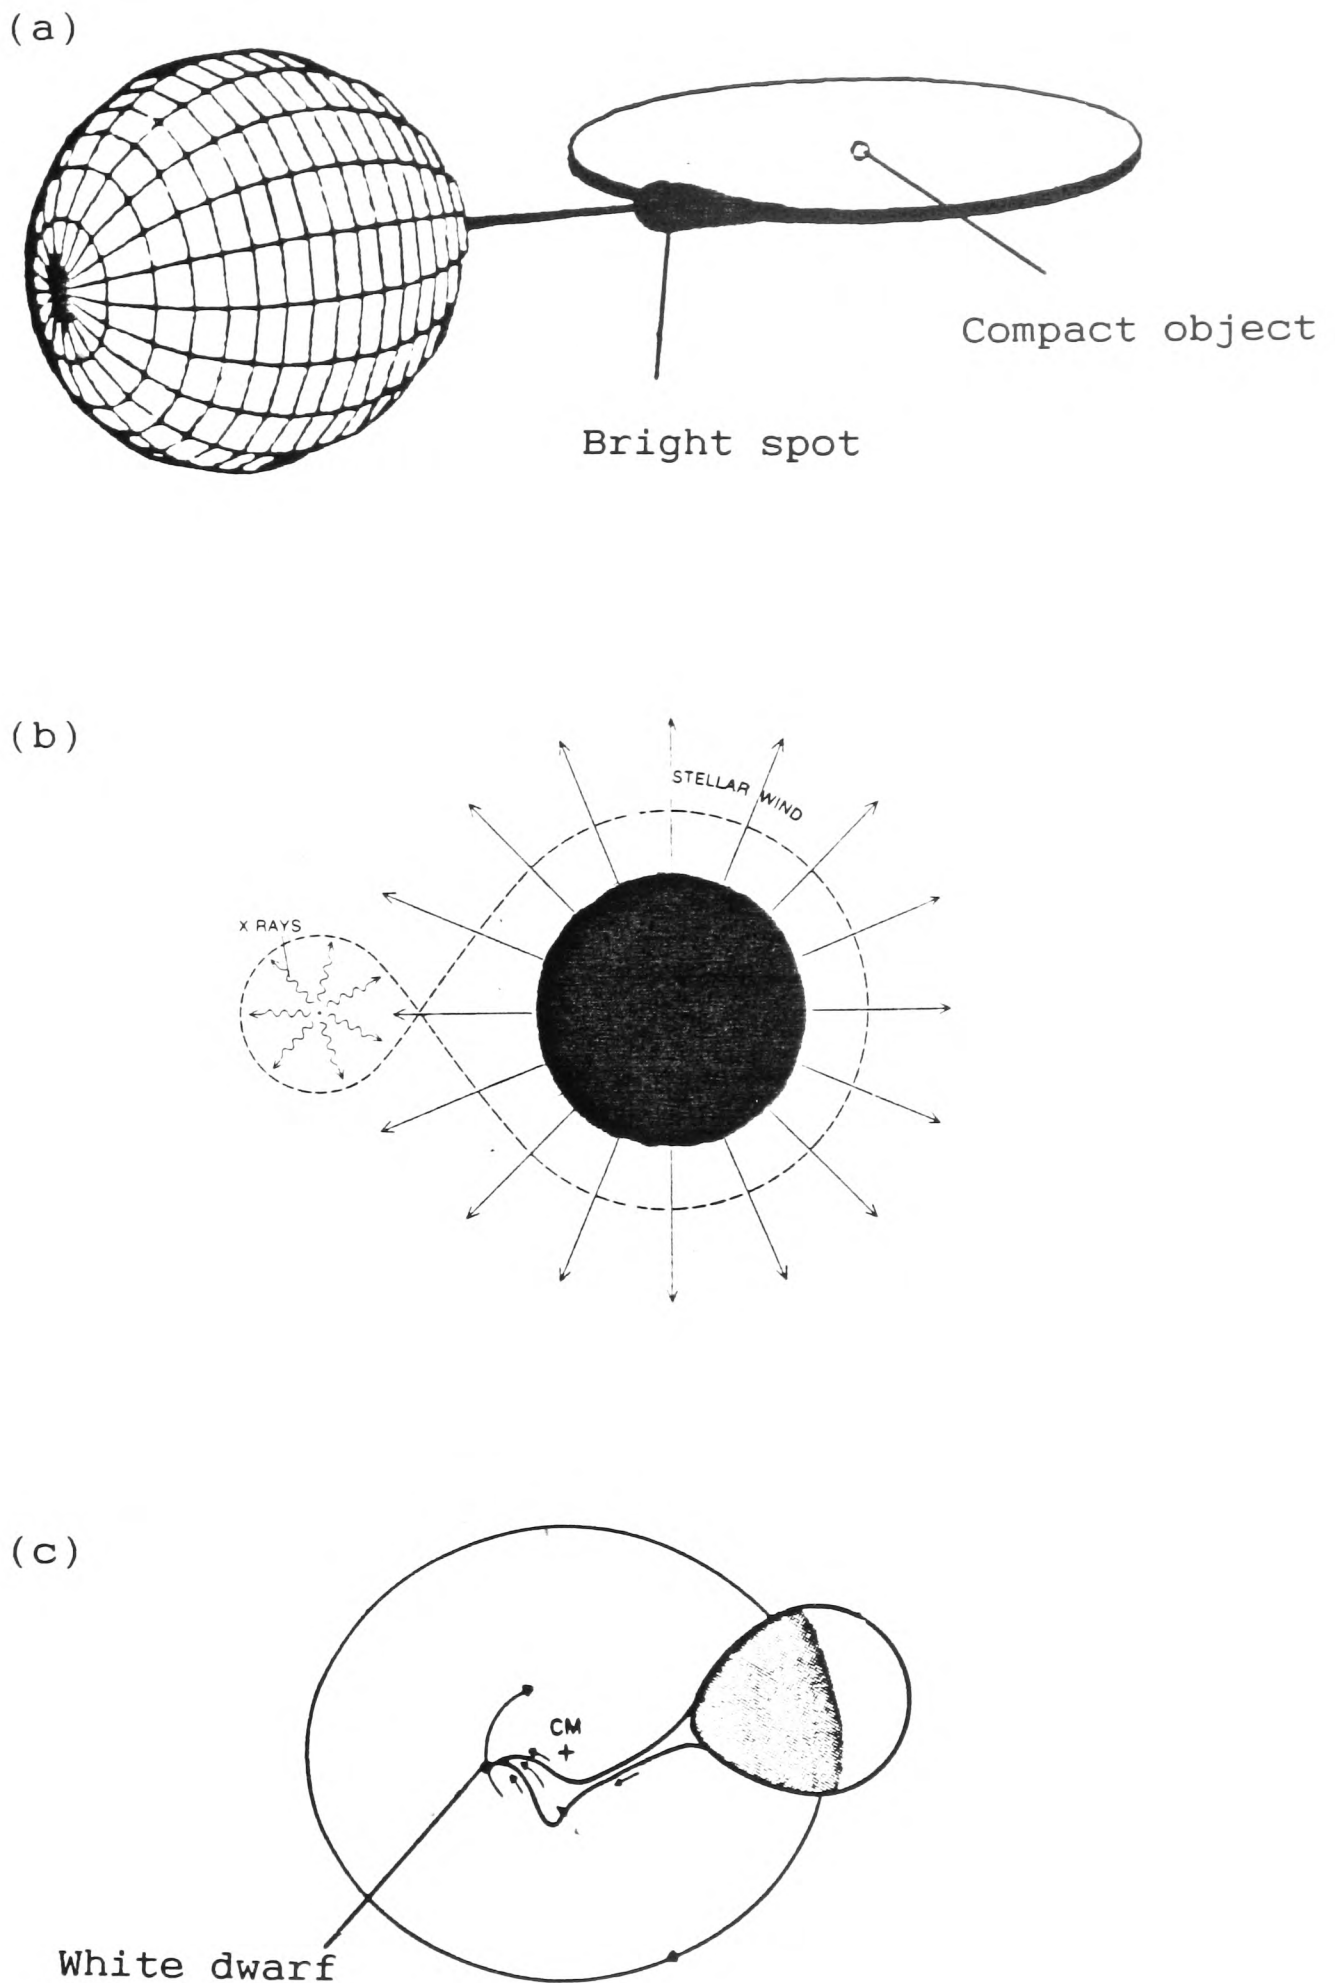 (a)
Compact object
Bright spot
(b)
STELLAR WIND
X RAYS
(c)
CM
+
White dwarf